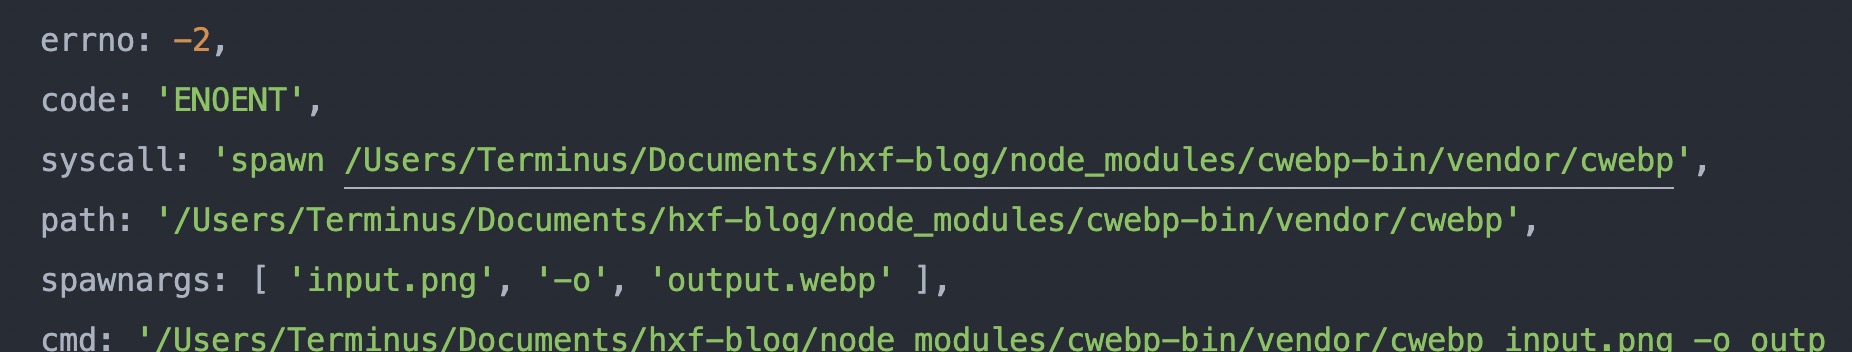 errno: -2,
code: 'ENOENT',
syscall: 'spawn /Users/Terminus/Documents/hxf-blog/node_modules/cwebp-bin/vendor/cwebp',
path: '/Users/Terminus/Documents/hxf-blog/node_modules/cwebp-bin/vendor/cwebp',
spawnargs: [ 'input.png', '-o', 'output.webp' ],
cmd: '/Users/Terminus/Documents/hxf-blog/node_modules/cwebp-bin/vendor/cwebp input.png -o outp